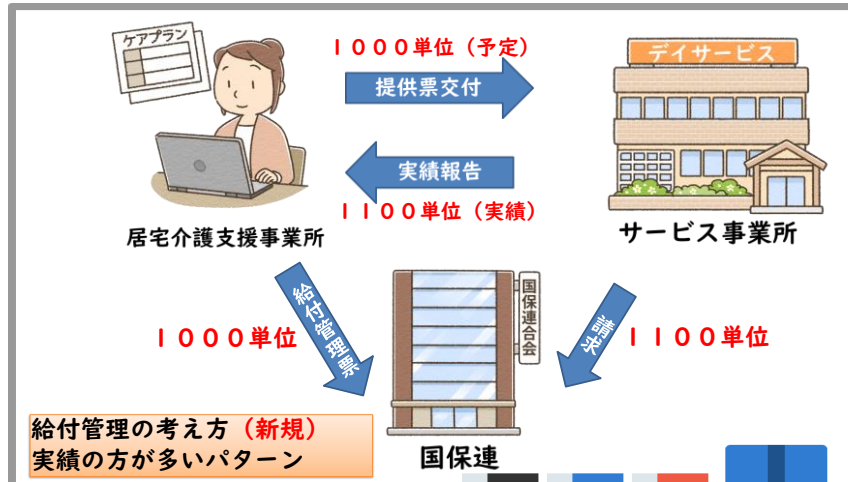 ケアプラン
1000単位（予定）
提供票交付
デイサービス
実績報告
1100単位（実績）
居宅介護支援事業所
サービス事業所
給付管理票
1000単位
国保連合会
請求
1100単位
給付管理の考え方（新規）
実績の方が多いパターン
国保連